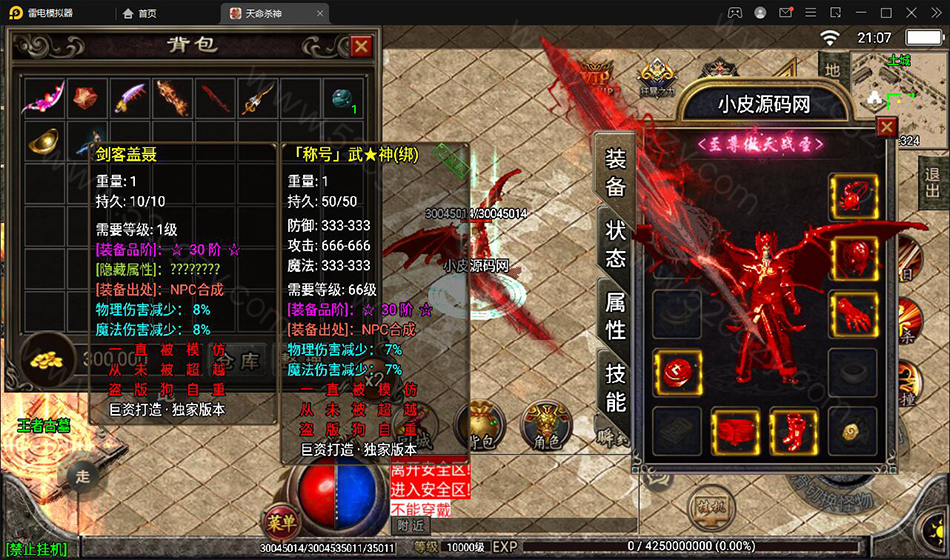 雷电模拟器
首页
天命杀神
背包
21:07
地
土城
小皮源码网
:324
退出
至尊傲天战圣
装备
状态
属性
技能
1
剑客盖聂
重量: 1
持久: 10/10
需要等级: 1级
[装备品阶]: ☆ 30 阶 ☆
[隐藏属性]: ????????
[装备出处]: NPC合成
物理伤害减少: 8%
魔法伤害减少: 8%
一直被模仿
从未被超越
盗版狗自重
巨资打造·独家版本
「称号」武★神(绑)
重量: 1
持久: 50/50
防御: 333-333
攻击: 666-666
魔法: 333-333
需要等级: 66级
[装备品阶]: ☆ 30 阶 ☆
[装备出处]: NPC合成
物理伤害减少: 7%
魔法伤害减少: 7%
一直被模仿
从未被超越
盗版狗自重
巨资打造·独家版本
30045014/30045014
小皮源码网
仓库
x2
王者古墓
走
背包
角色
离开安全区!
进入安全区!
不能穿戴
附近
菜单
挂机
[禁止挂机]
30045014/3004535011/35011
等级
10000级
EXP
0 / 4250000000 (0.00%)